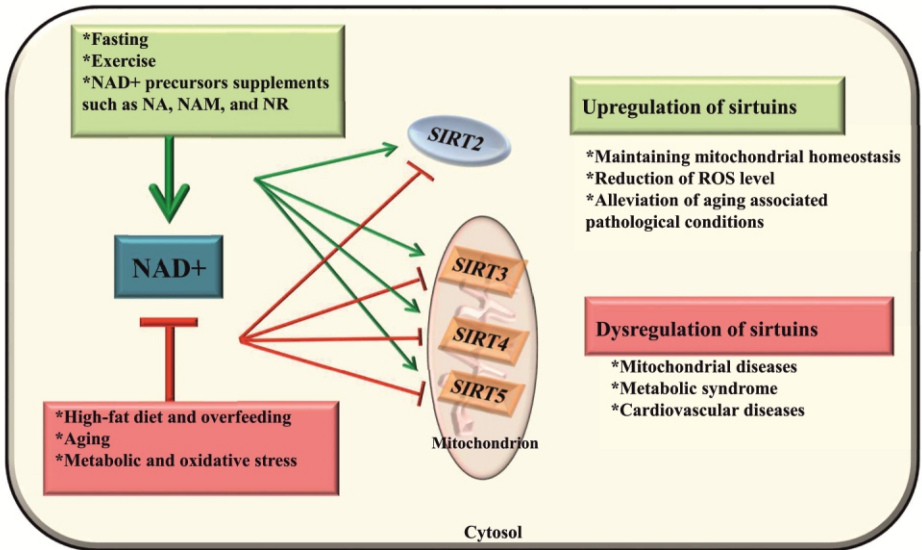 *Fasting
*Exercise
*NAD+ precursors supplements
such as NA, NAM, and NR
NAD+
*High-fat diet and overfeeding
*Aging
*Metabolic and oxidative stress
SIRT2
SIRT3
SIRT4
SIRT5
Mitochondrion
Upregulation of sirtuins
*Maintaining mitochondrial homeostasis
*Reduction of ROS level
*Alleviation of aging associated
pathological conditions
Dysregulation of sirtuins
*Mitochondrial diseases
*Metabolic syndrome
*Cardiovascular diseases
Cytosol